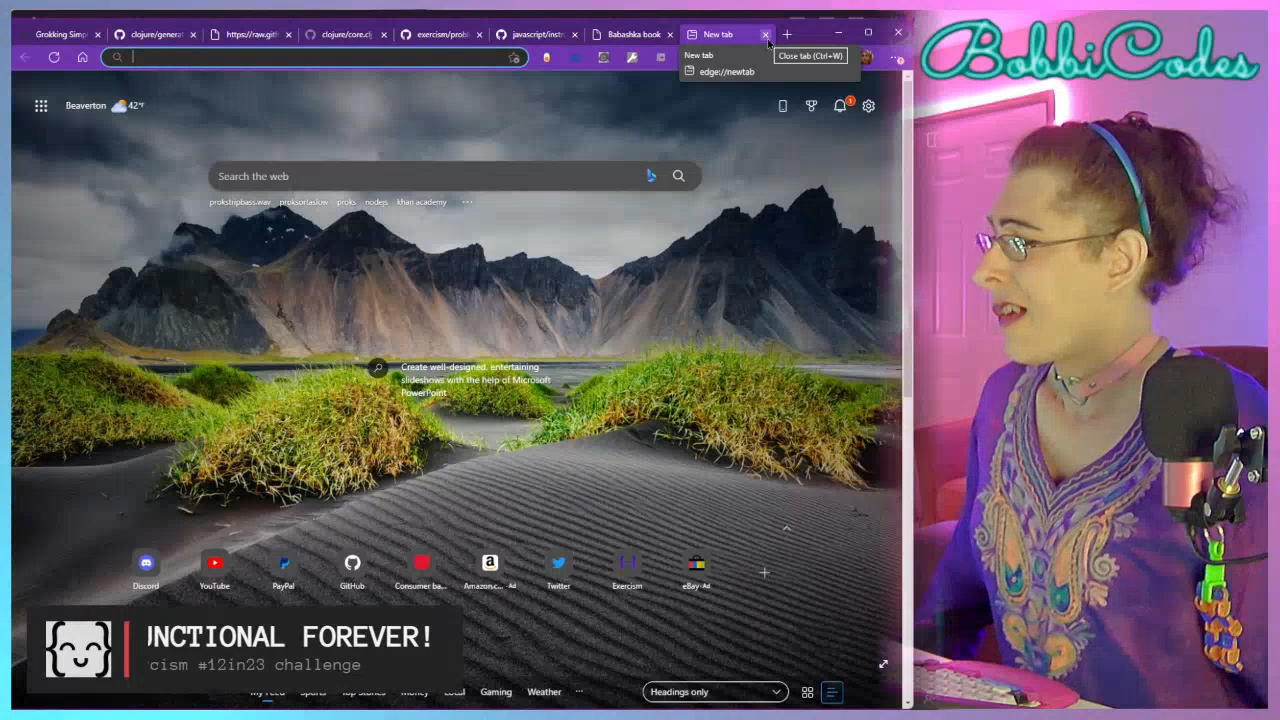 Grokking Simp
clojure/generat
https://raw.gith
clojure/core.clj
exercism/probl
javascript/instr
Babashka book
New tab
BobbiCodes
New tab
edge://newtab
Close tab (Ctrl+W)
Beaverton
42°F
1
Search the web
prokstripbass.wav
proksortaslow
proks
nodejs
khan academy
Create well-designed, entertaining
slideshows with the help of Microsoft
PowerPoint
Discord
YouTube
PayPal
GitHub
Consumer ba...
Amazon.c... Ad
Twitter
Exercism
eBay Ad
UNCTIONAL FOREVER!
cism #12in23 challenge
My Feed
Sports
Top Stories
Money
Local
Gaming
Weather
...
Headings only